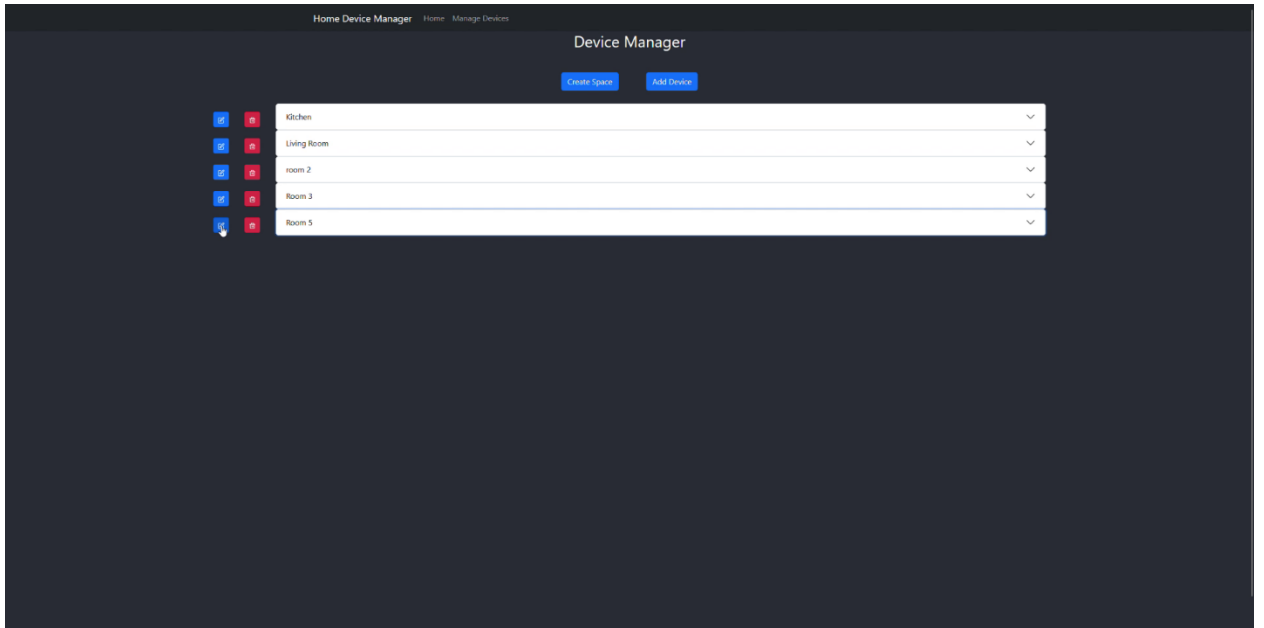 Home Device Manager Home Manage Devices
Device Manager
Create Space Add Device
Kitchen
Living Room
room 2
Room 3
Room 5